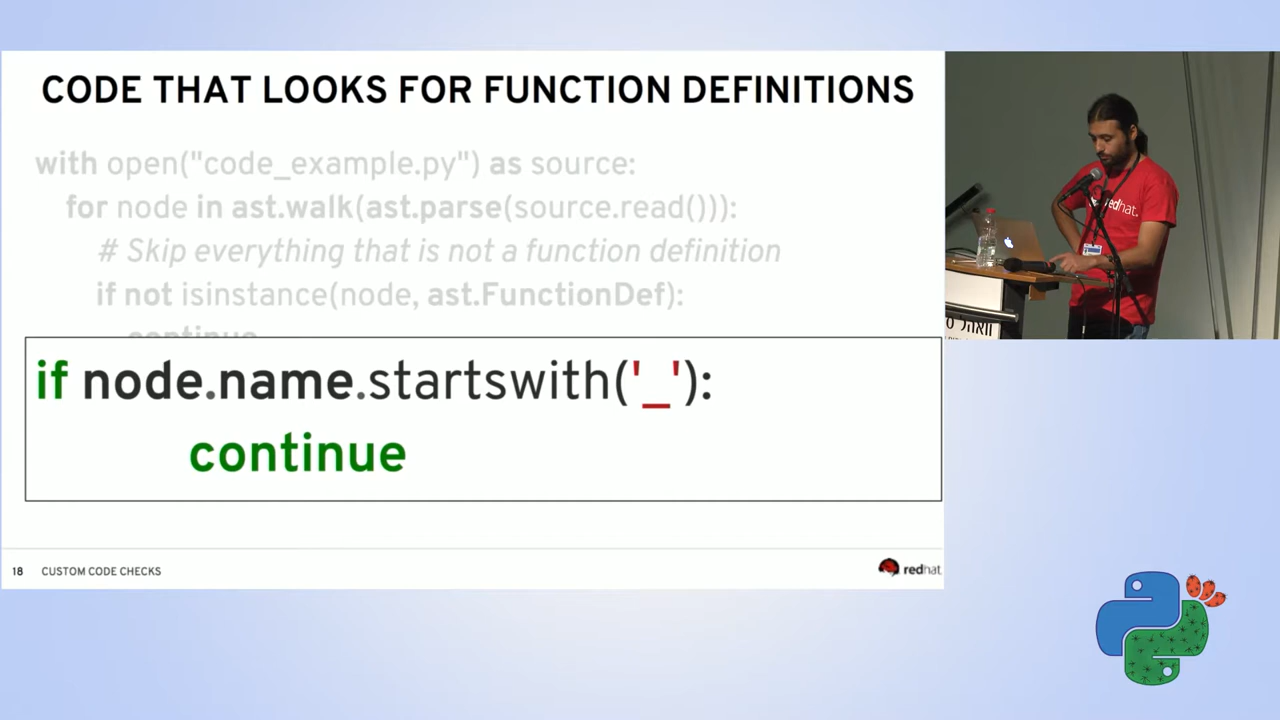 CODE THAT LOOKS FOR FUNCTION DEFINITIONS
with open("code_example.py") as source:
for node in ast.walk(ast.parse(source.read())):
# Skip everything that is not a function definition
if not isinstance(node, ast.FunctionDef):
continue
if node.name.startswith('_'):
continue
18 CUSTOM CODE CHECKS
redhat
redhat.